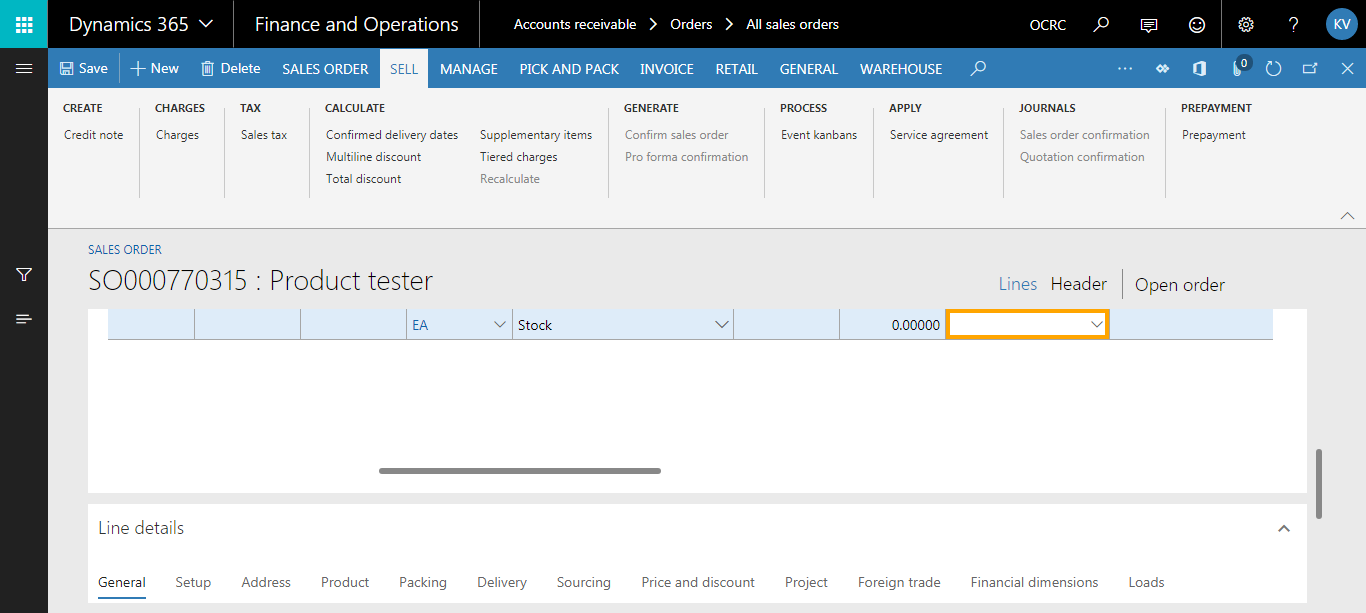 Dynamics 365 Finance and Operations Accounts receivable Orders All sales orders OCRC KV
Save New Delete SALES ORDER SELL MANAGE PICK AND PACK INVOICE RETAIL GENERAL WAREHOUSE 0
CREATE CHARGES TAX CALCULATE GENERATE PROCESS APPLY JOURNALS PREPAYMENT
Credit note Charges Sales tax Confirmed delivery dates Supplementary items Confirm sales order Event kanbans Service agreement Sales order confirmation Prepayment
Multiline discount Tiered charges Pro forma confirmation Quotation confirmation
Total discount Recalculate
SALES ORDER
SO000770315 : Product tester Lines Header Open order
EA Stock 0.00000
Line details
General Setup Address Product Packing Delivery Sourcing Price and discount Project Foreign trade Financial dimensions Loads